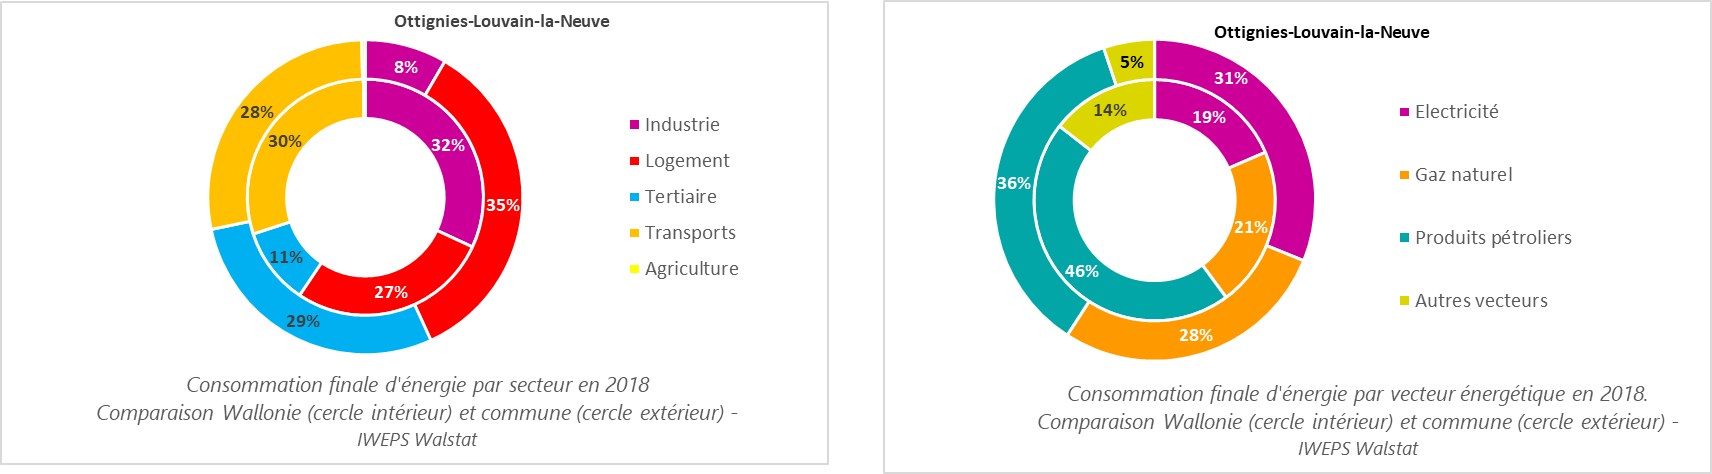 Ottignies-Louvain-la-Neuve
8%
32%
35%
27%
29%
11%
28%
30%
Industrie
Logement
Tertiaire
Transports
Agriculture
Consommation finale d'énergie par secteur en 2018
Comparaison Wallonie (cercle intérieur) et commune (cercle extérieur) -
IWEPS Walstat
Ottignies-Louvain-la-Neuve
31%
19%
28%
21%
36%
46%
5%
14%
Electricité
Gaz naturel
Produits pétroliers
Autres vecteurs
Consommation finale d'énergie par vecteur énergétique en 2018.
Comparaison Wallonie (cercle intérieur) et commune (cercle extérieur) -
IWEPS Walstat